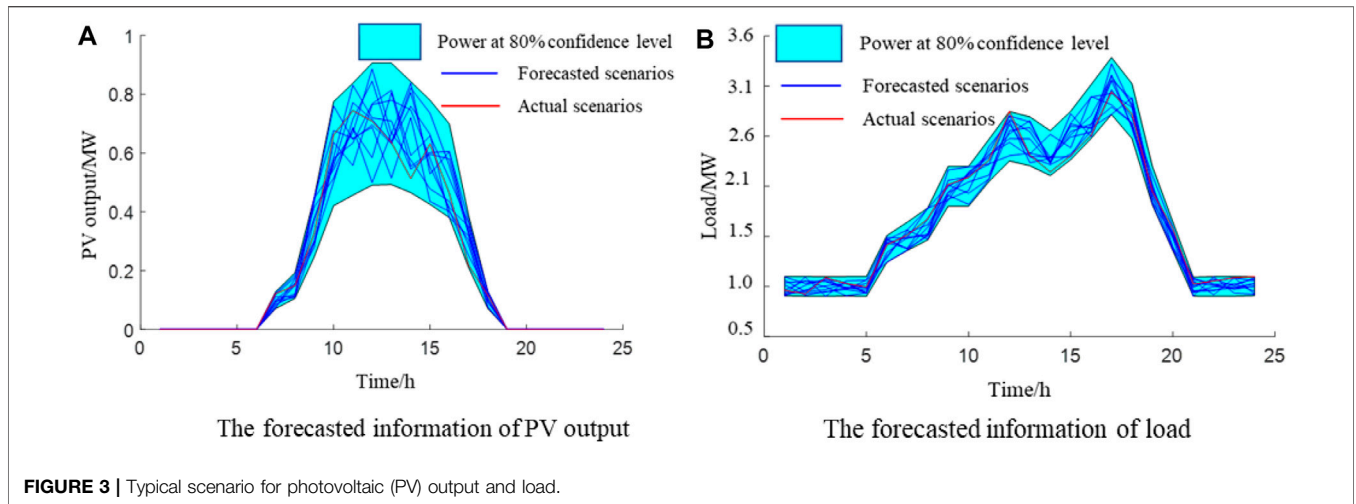 A
Power at 80% confidence level
Forecasted scenarios
Actual scenarios
PV output/MW
1
0.8
0.6
0.4
0.2
0
0 5 10 15 20 25
Time/h
The forecasted information of PV output
B
Power at 80% confidence level
Forecasted scenarios
Actual scenarios
Load/MW
3.6
3.1
2.6
2.1
1.5
1.0
0.5
0 5 10 15 20 25
Time/h
The forecasted information of load
FIGURE 3 | Typical scenario for photovoltaic (PV) output and load.